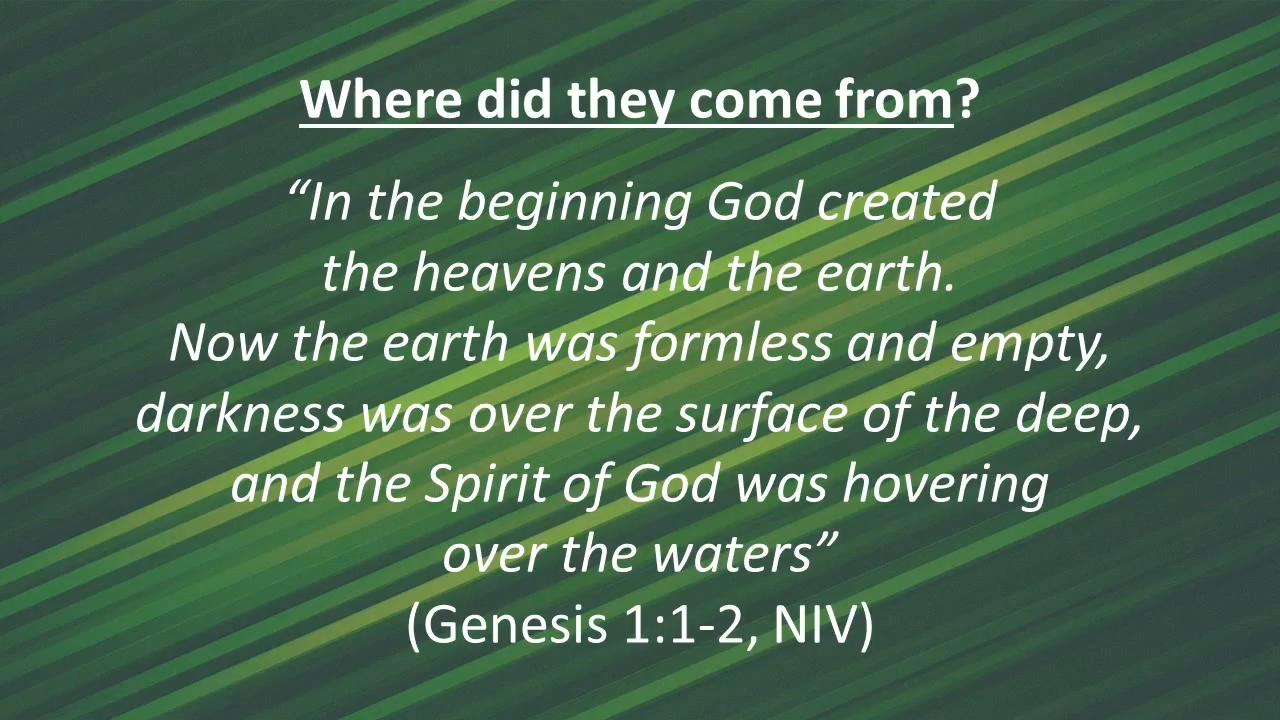 Where did they come from?
“In the beginning God created
the heavens and the earth.
Now the earth was formless and empty,
darkness was over the surface of the deep,
and the Spirit of God was hovering
over the waters”
(Genesis 1:1-2, NIV)